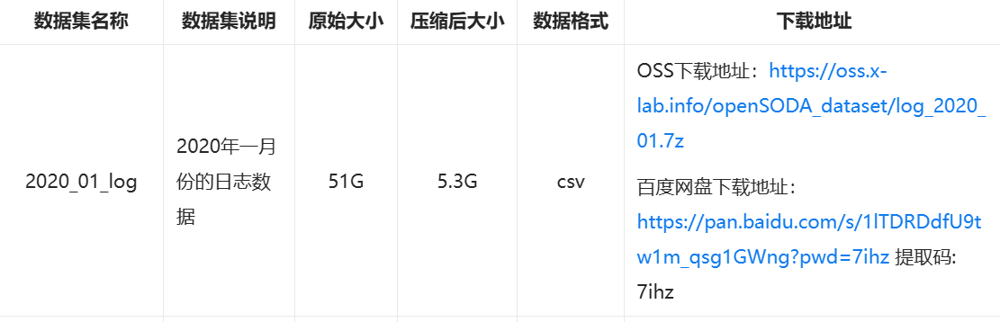 数据集名称 数据集说明 原始大小 压缩后大小 数据格式 下载地址
2020_01_log
2020年一月
份的日志数
据
51G
5.3G
csv
OSS下载地址：https://oss.x-
lab.info/openSODA_dataset/log_2020_
01.7z
百度网盘下载地址：
https://pan.baidu.com/s/1lTDRDdfU9t
w1m_qsg1GWng?pwd=7ihz 提取码:
7ihz